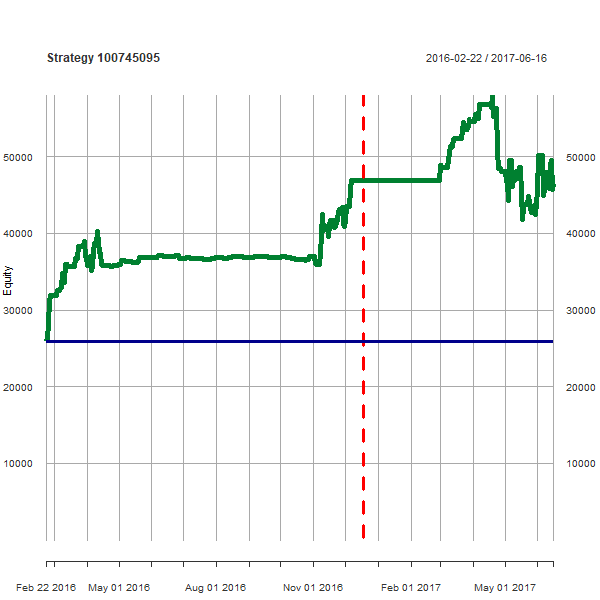 Strategy 100745095
2016-02-22 / 2017-06-16
50000
50000
40000
40000
Equity
30000
30000
20000
20000
10000
10000
Feb 22 2016
May 01 2016
Aug 01 2016
Nov 01 2016
Feb 01 2017
May 01 2017